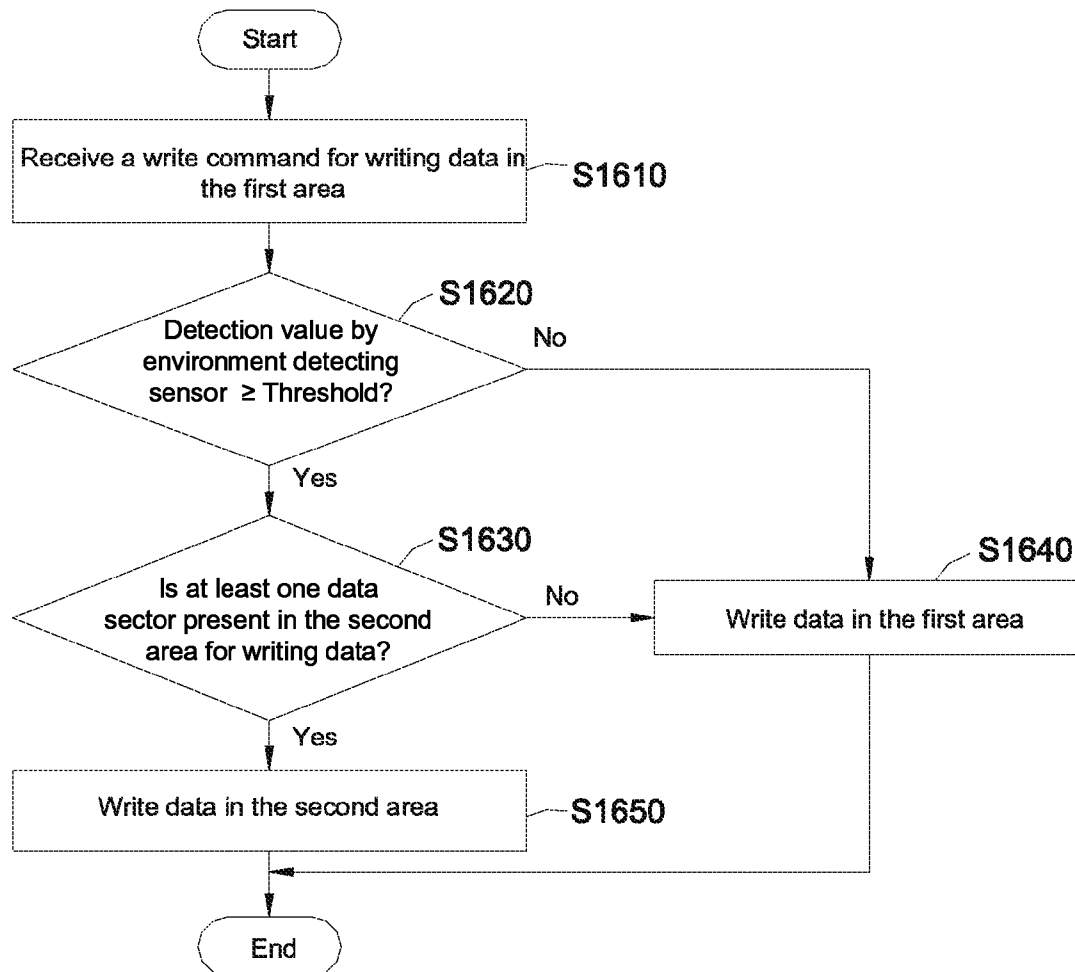 Start
Receive a write command for writing data in
the first area
S1610
S1620
Detection value by
environment detecting
sensor ≥ Threshold?
No
Yes
S1630
Is at least one data
sector present in the second
area for writing data?
No
S1640
Write data in the first area
Yes
Write data in the second area
S1650
End